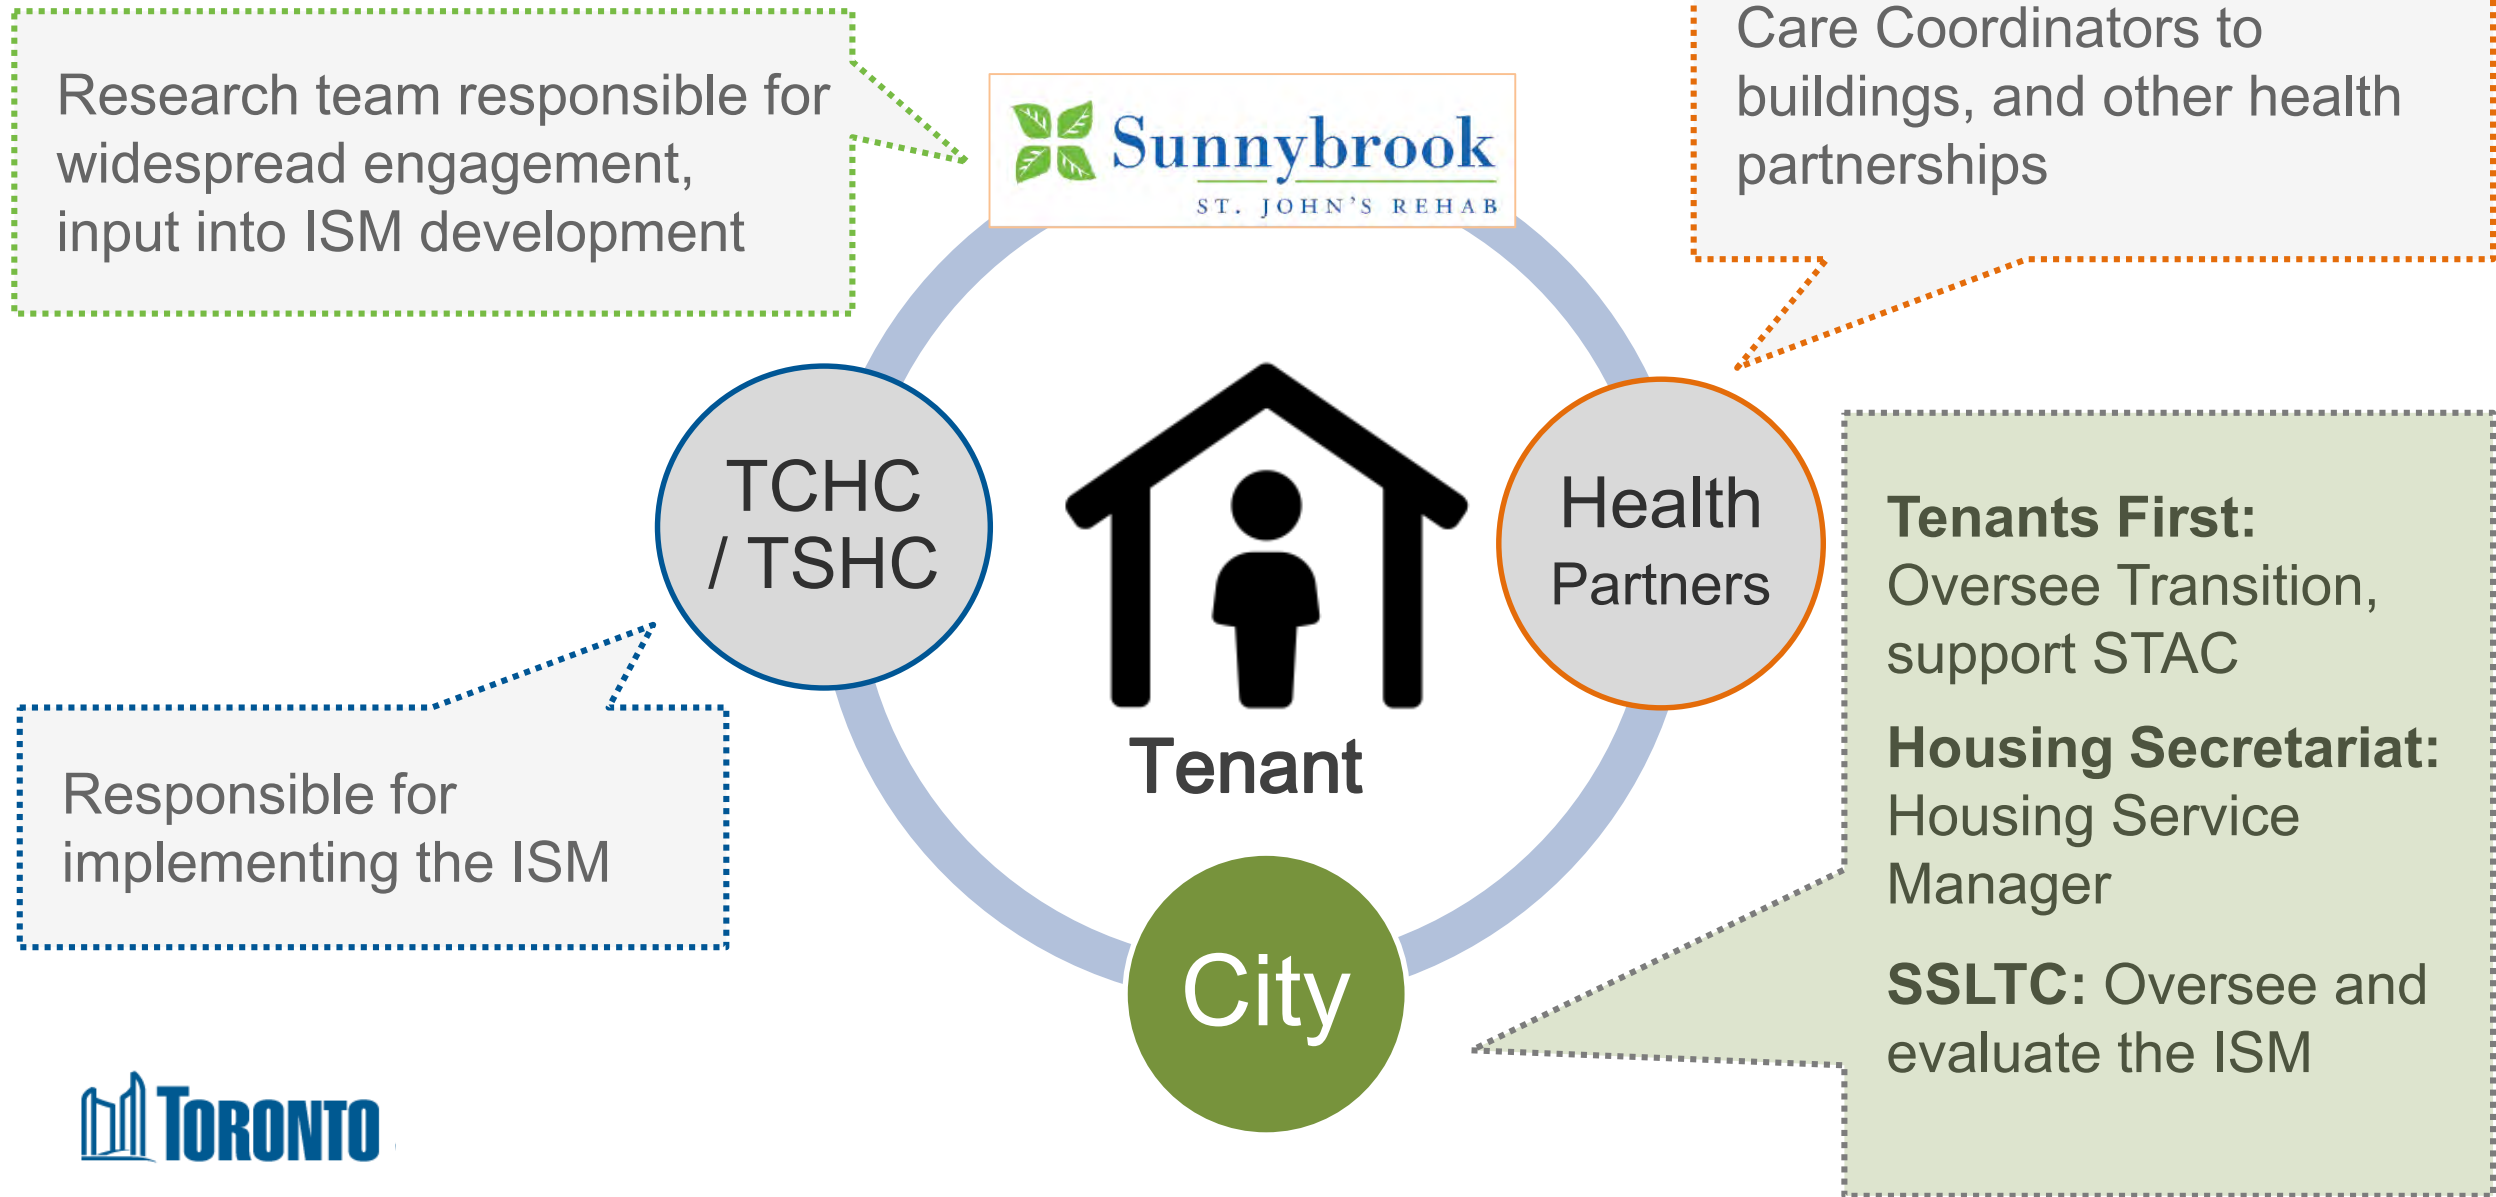 Research team responsible for
widespread engagement,
input into ISM development
Sunnybrook
ST. JOHN'S REHAB
Care Coordinators to
buildings, and other health
partnerships
TCHC
/ TSHC
Health
Partners
Tenant
Responsible for
implementing the ISM
City
Tenants First:
Oversee Transition,
support STAC
Housing Secretariat:
Housing Service
Manager
SSLTC: Oversee and
evaluate the ISM
TORONTO